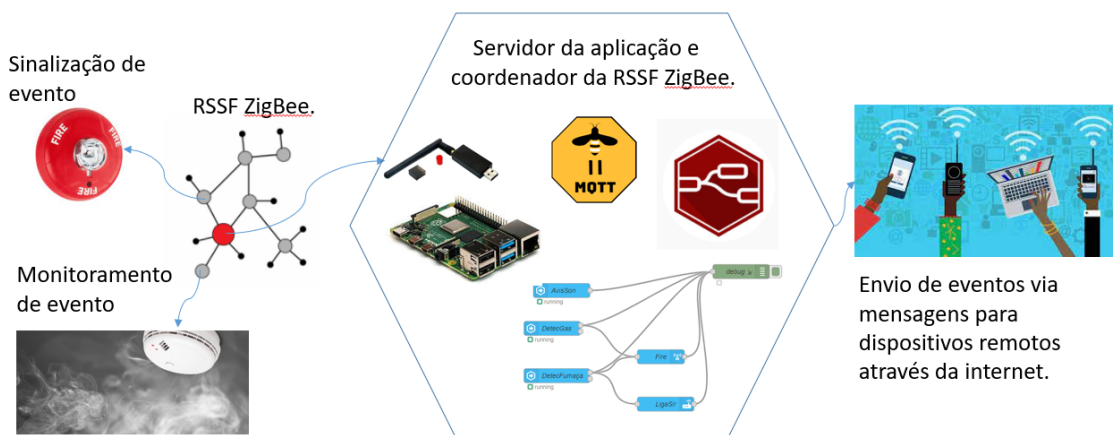 Sinalização de
evento
FIRE
FIRE
FIRE
RSSF ZigBee.
Monitoramento
de evento
Servidor da aplicação e
coordenador da RSSF ZigBee.
MQTT
debug
AvisSon
running
DetecGas
running
DetecFumaça
running
Fire
LigaSir
Envio de eventos via
mensagens para
dispositivos remotos
através da internet.